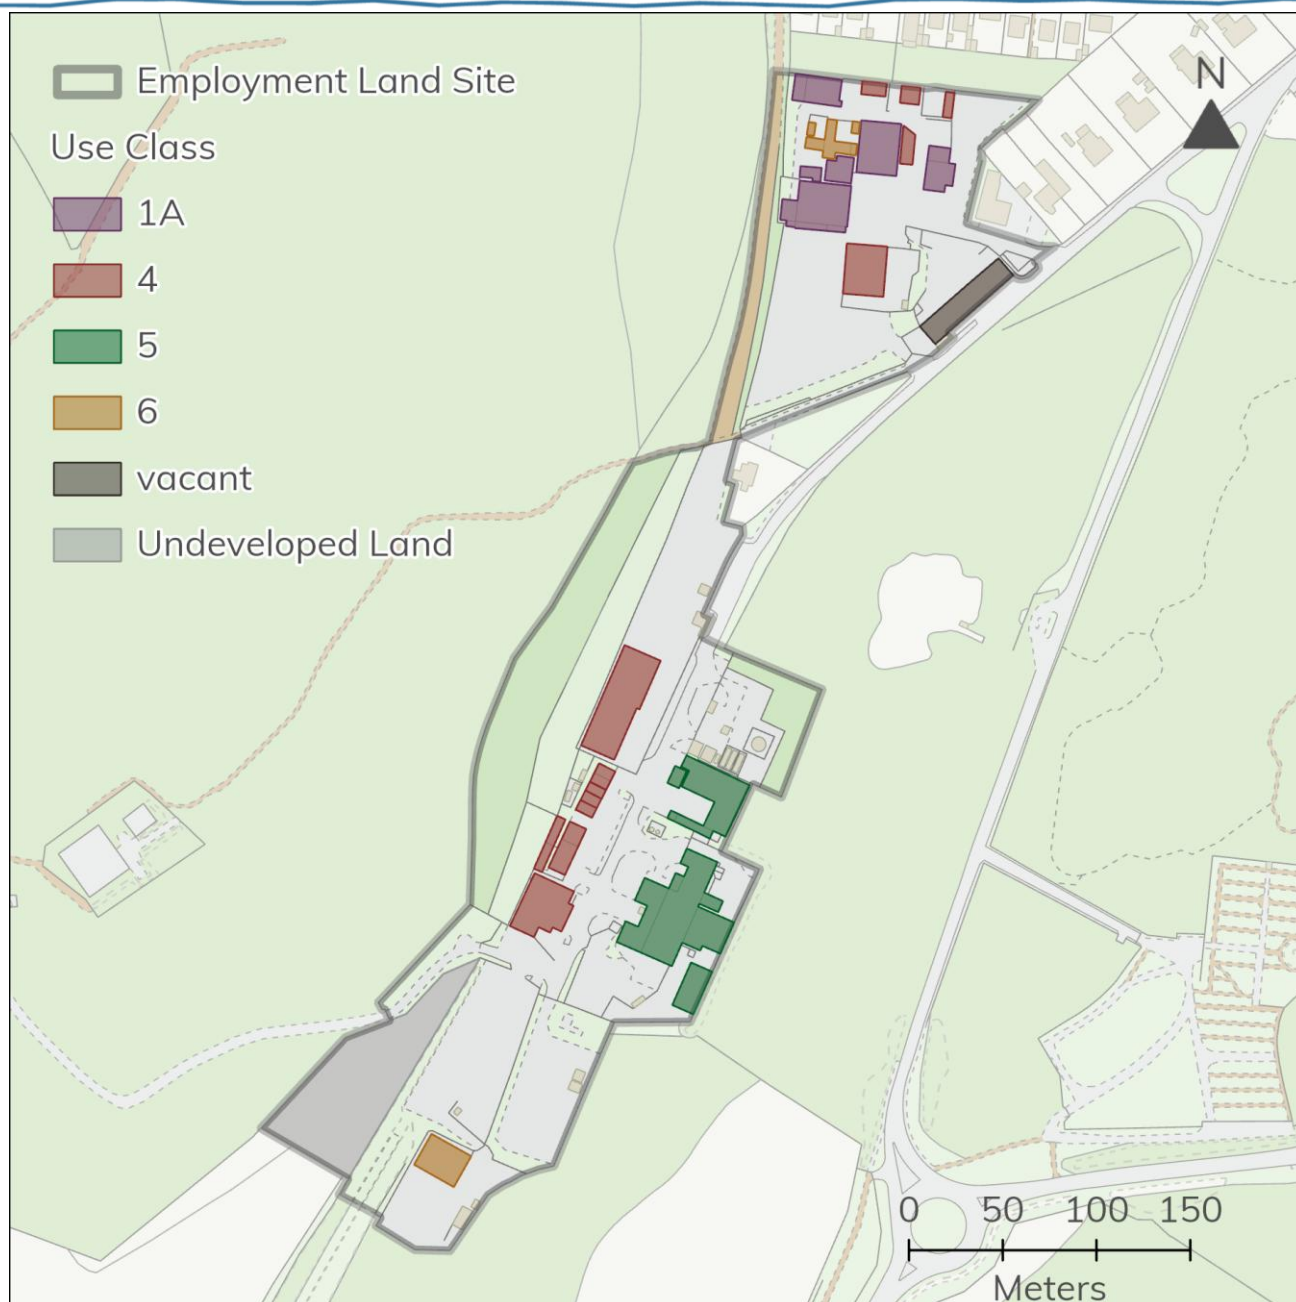 Employment Land Site
Use Class
1A
4
5
6
vacant
Undeveloped Land
N
0 50 100 150
Meters